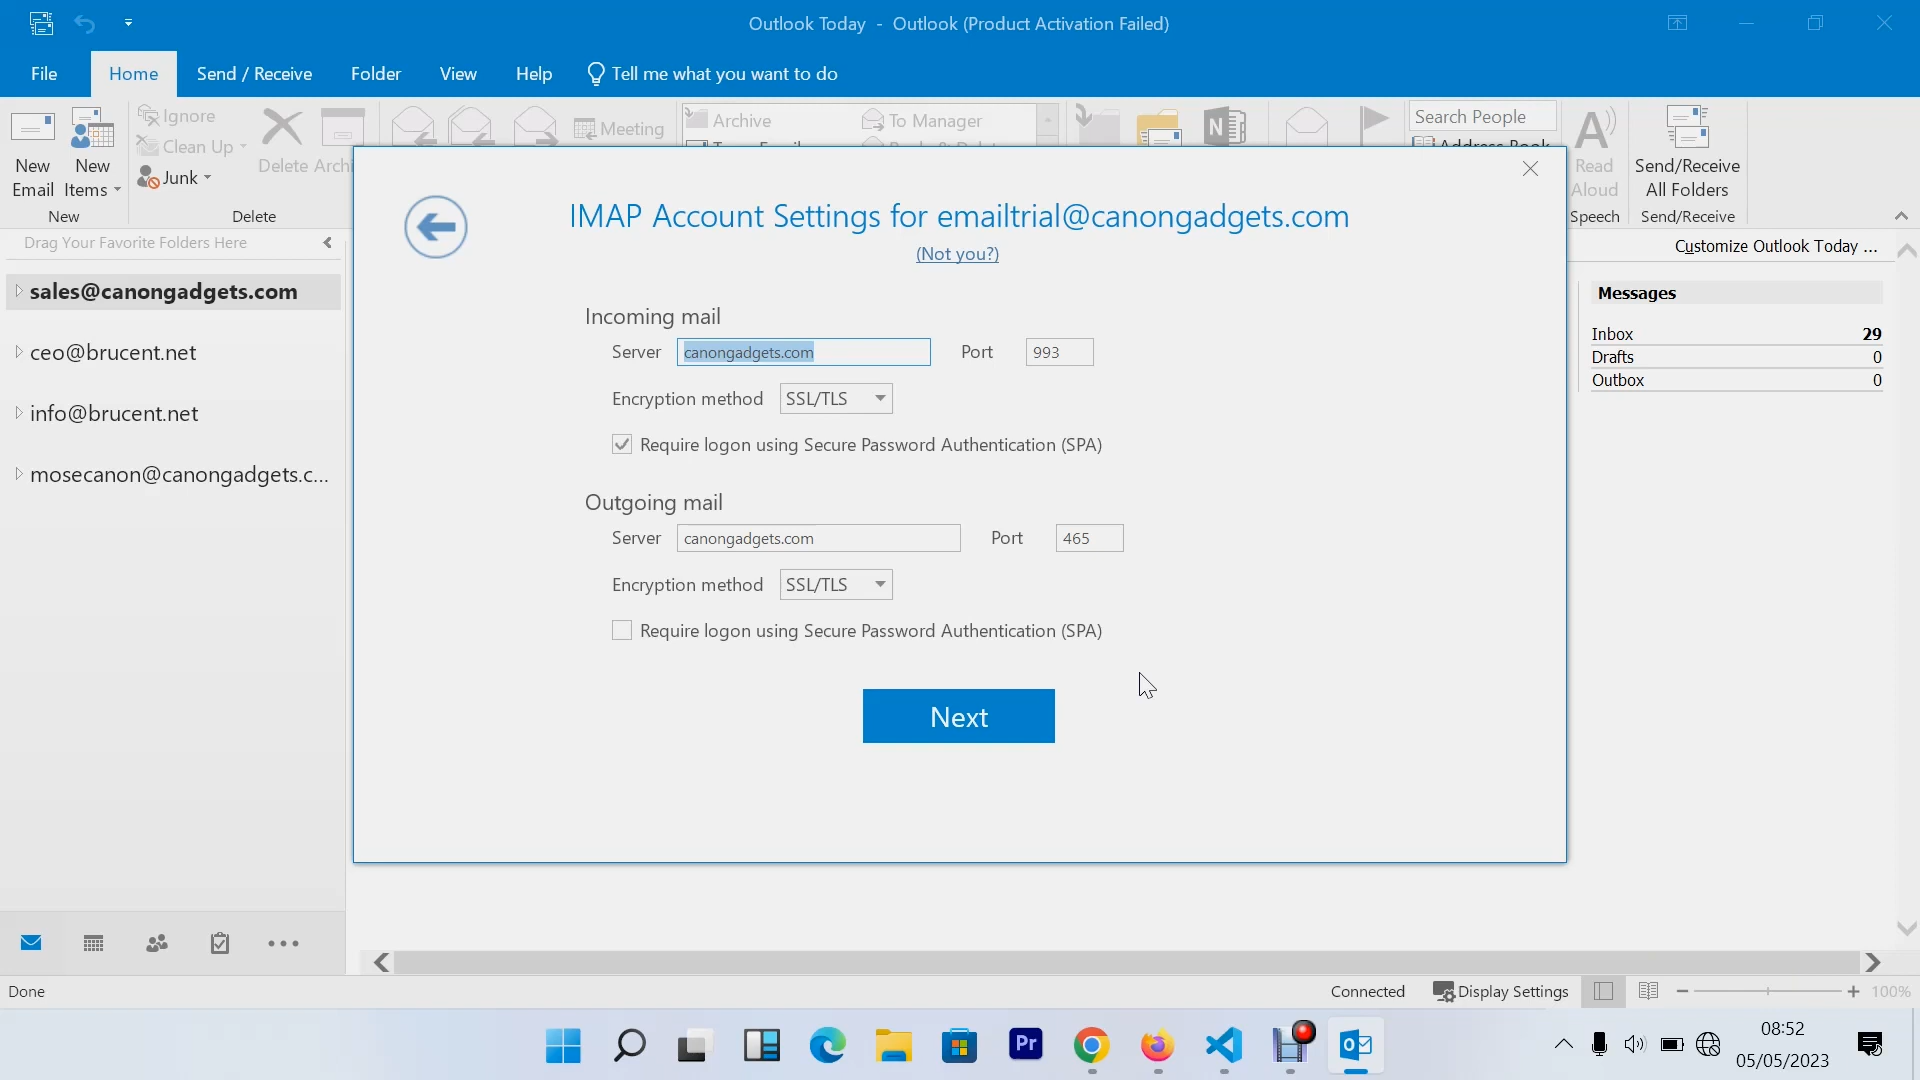 Outlook Today - Outlook (Product Activation Failed)
File Home Send / Receive Folder View Help Tell me what you want to do
New Email
New Items
New
Ignore
Clean Up
Junk
Delete
Archi
Delete
Meeting
Archive
To Manager
Search People
Address Book
Read Aloud
Speech
Send/Receive All Folders
Send/Receive
Drag Your Favorite Folders Here
sales@canongadgets.com
ceo@brucent.net
info@brucent.net
mosecanon@canongadgets.c...
IMAP Account Settings for emailtrial@canongadgets.com
(Not you?)
Incoming mail
Server canongadgets.com Port 993
Encryption method SSL/TLS
Require logon using Secure Password Authentication (SPA)
Outgoing mail
Server canongadgets.com Port 465
Encryption method SSL/TLS
Require logon using Secure Password Authentication (SPA)
Next
Customize Outlook Today ...
Messages
Inbox 29
Drafts 0
Outbox 0
Done
Connected Display Settings 100%
Pr
08:52
05/05/2023